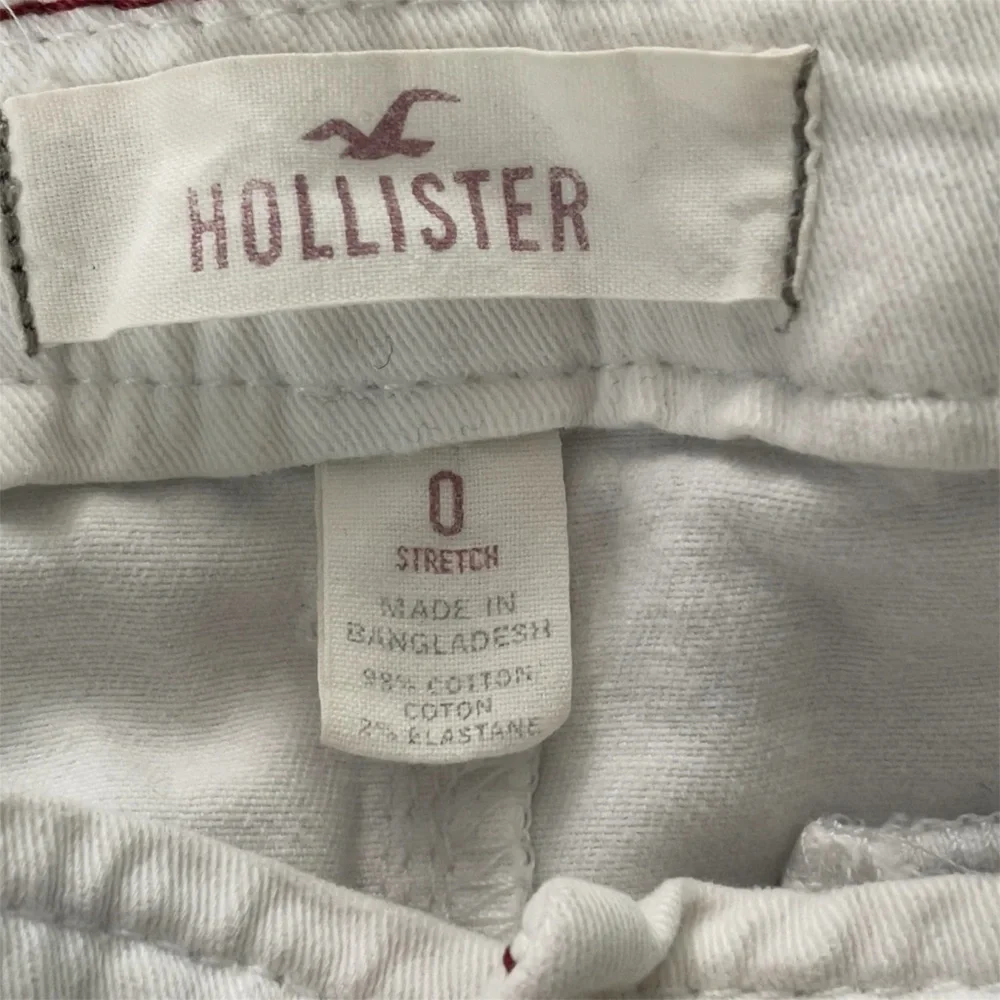 HOLLISTER
0
STRETCH
MADE IN
BANGLADESH
98% COTTON
COTON
2% ELASTANE